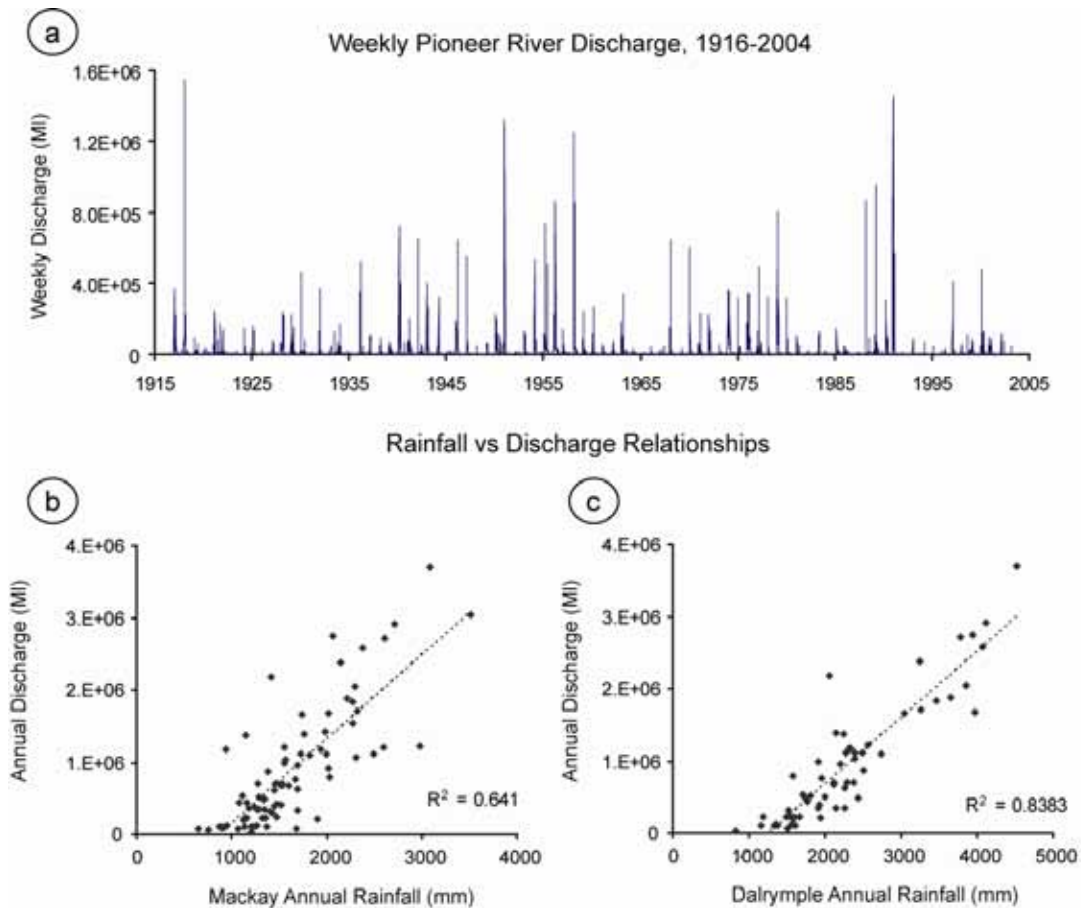 a
Weekly Pioneer River Discharge, 1916-2004
Weekly Discharge (Ml)
1.6E+06
1.2E+06
8.0E+05
4.0E+05
0
1915 1925 1935 1945 1955 1965 1975 1985 1995 2005
Rainfall vs Discharge Relationships
b
Annual Discharge (Ml)
4.E+06
3.E+06
2.E+06
1.E+06
0
R² = 0.641
0 1000 2000 3000 4000
Mackay Annual Rainfall (mm)
c
Annual Discharge (Ml)
4.E+06
3.E+06
2.E+06
1.E+06
0
R² = 0.8383
0 1000 2000 3000 4000 5000
Dalrymple Annual Rainfall (mm)